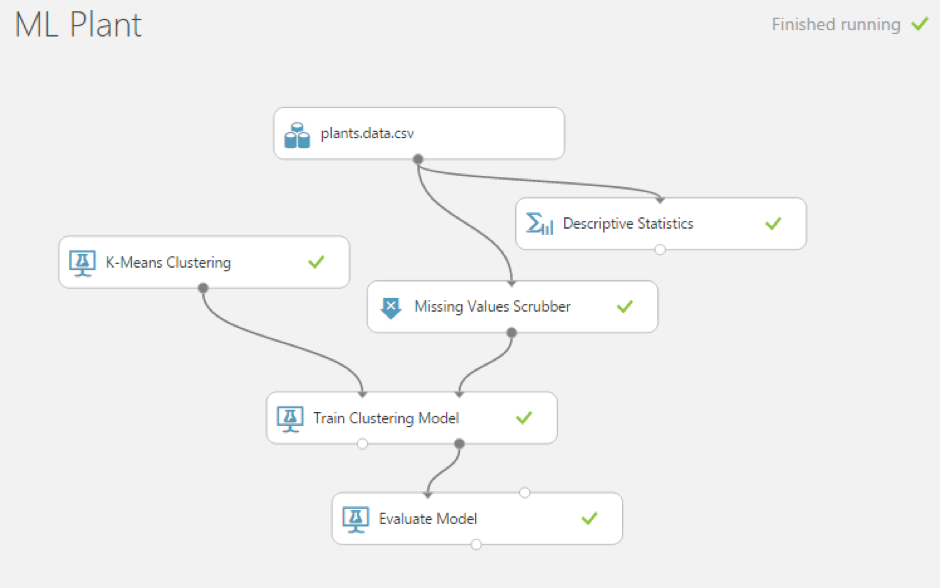 ML Plant
Finished running
plants.data.csv
Descriptive Statistics
K-Means Clustering
Missing Values Scrubber
Train Clustering Model
Evaluate Model